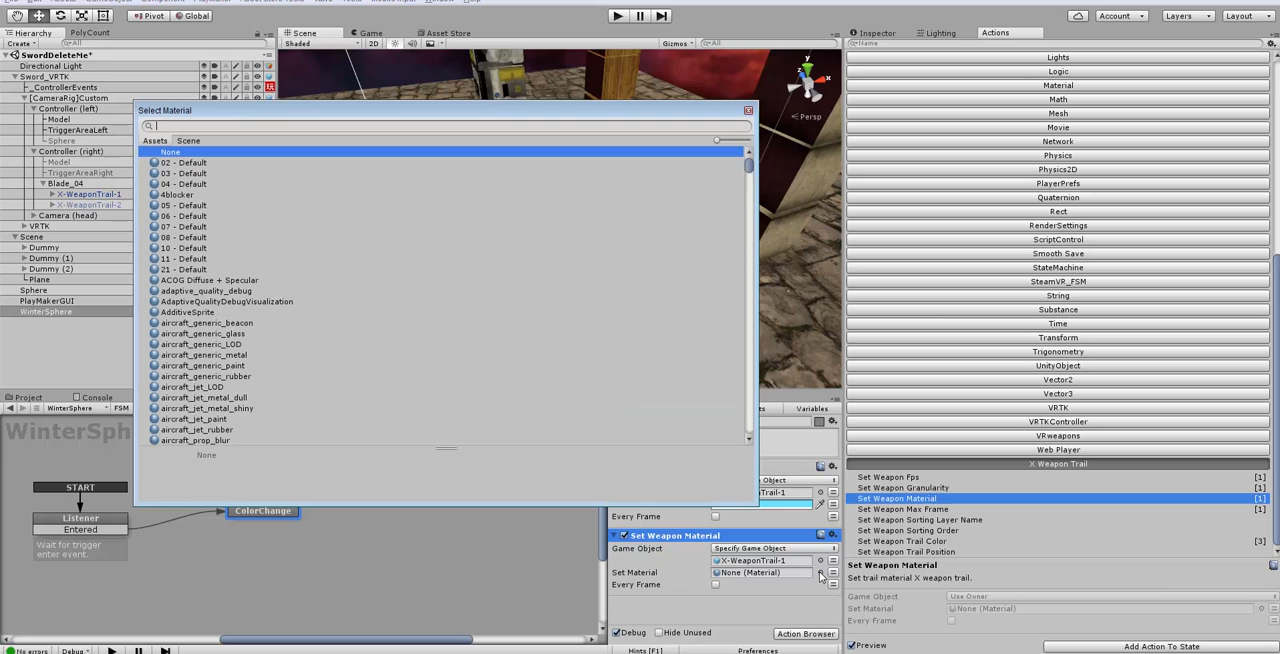 Pivot
Global
Account
Layers
Layout
Hierarchy
PolyCount
Scene
Game
Asset Store
Inspector
Lighting
Actions
Create
All
Shaded
2D
Gizmos
All
Name
SwordDeleteMe*
Directional Light
Sword_VRTK
_ControllerEvents
[CameraRig]Custom
Controller (left)
Model
TriggerAreaLeft
Sphere
Controller (right)
Model
TriggerAreaRight
Blade_04
X-WeaponTrail-1
X-WeaponTrail-2
Camera (head)
VRTK
Scene
Dummy
Dummy (1)
Dummy (2)
Plane
Sphere
PlayMakerGUI
WinterSphere
y
x
Persp
Select Material
Assets
Scene
None
02 - Default
03 - Default
04 - Default
4blocker
05 - Default
06 - Default
07 - Default
08 - Default
10 - Default
11 - Default
21 - Default
ACOG Diffuse + Specular
adaptive_quality_debug
AdaptiveQualityDebugVisualization
AdditiveSprite
aircraft_generic_beacon
aircraft_generic_glass
aircraft_generic_LOD
aircraft_generic_metal
aircraft_generic_paint
aircraft_generic_rubber
aircraft_jet_LOD
aircraft_jet_metal_dull
aircraft_jet_metal_shiny
aircraft_jet_paint
aircraft_jet_rubber
aircraft_prop_blur
None
Project
Console
WinterSphere
FSM
WinterSph
START
Listener
Entered
Wait for trigger
enter event.
ColorChange
No errors
Debug
Variables
Every Frame
Set Weapon Material
Game Object
Specify Game Object
X-WeaponTrail-1
Set Material
None (Material)
Every Frame
Debug
Hide Unused
Action Browser
Hints [F1]
Preferences
Lights
Logic
Material
Math
Mesh
Movie
Network
Physics
Physics2D
PlayerPrefs
Quaternion
Rect
RenderSettings
ScriptControl
Smooth Save
StateMachine
SteamVR_FSM
String
Substance
Time
Transform
Trigonometry
UnityObject
Vector2
Vector3
VRTK
VRTKController
VRweapons
Web Player
X Weapon Trail
Set Weapon Fps [1]
Set Weapon Granularity [1]
Set Weapon Material [1]
Set Weapon Max Frame [1]
Set Weapon Sorting Layer Name
Set Weapon Sorting Order
Set Weapon Trail Color [3]
Set Weapon Trail Position
Set Weapon Material
Set trail material X weapon trail.
Game Object
Use Owner
Set Material
None (Material)
Every Frame
Preview
Add Action To State